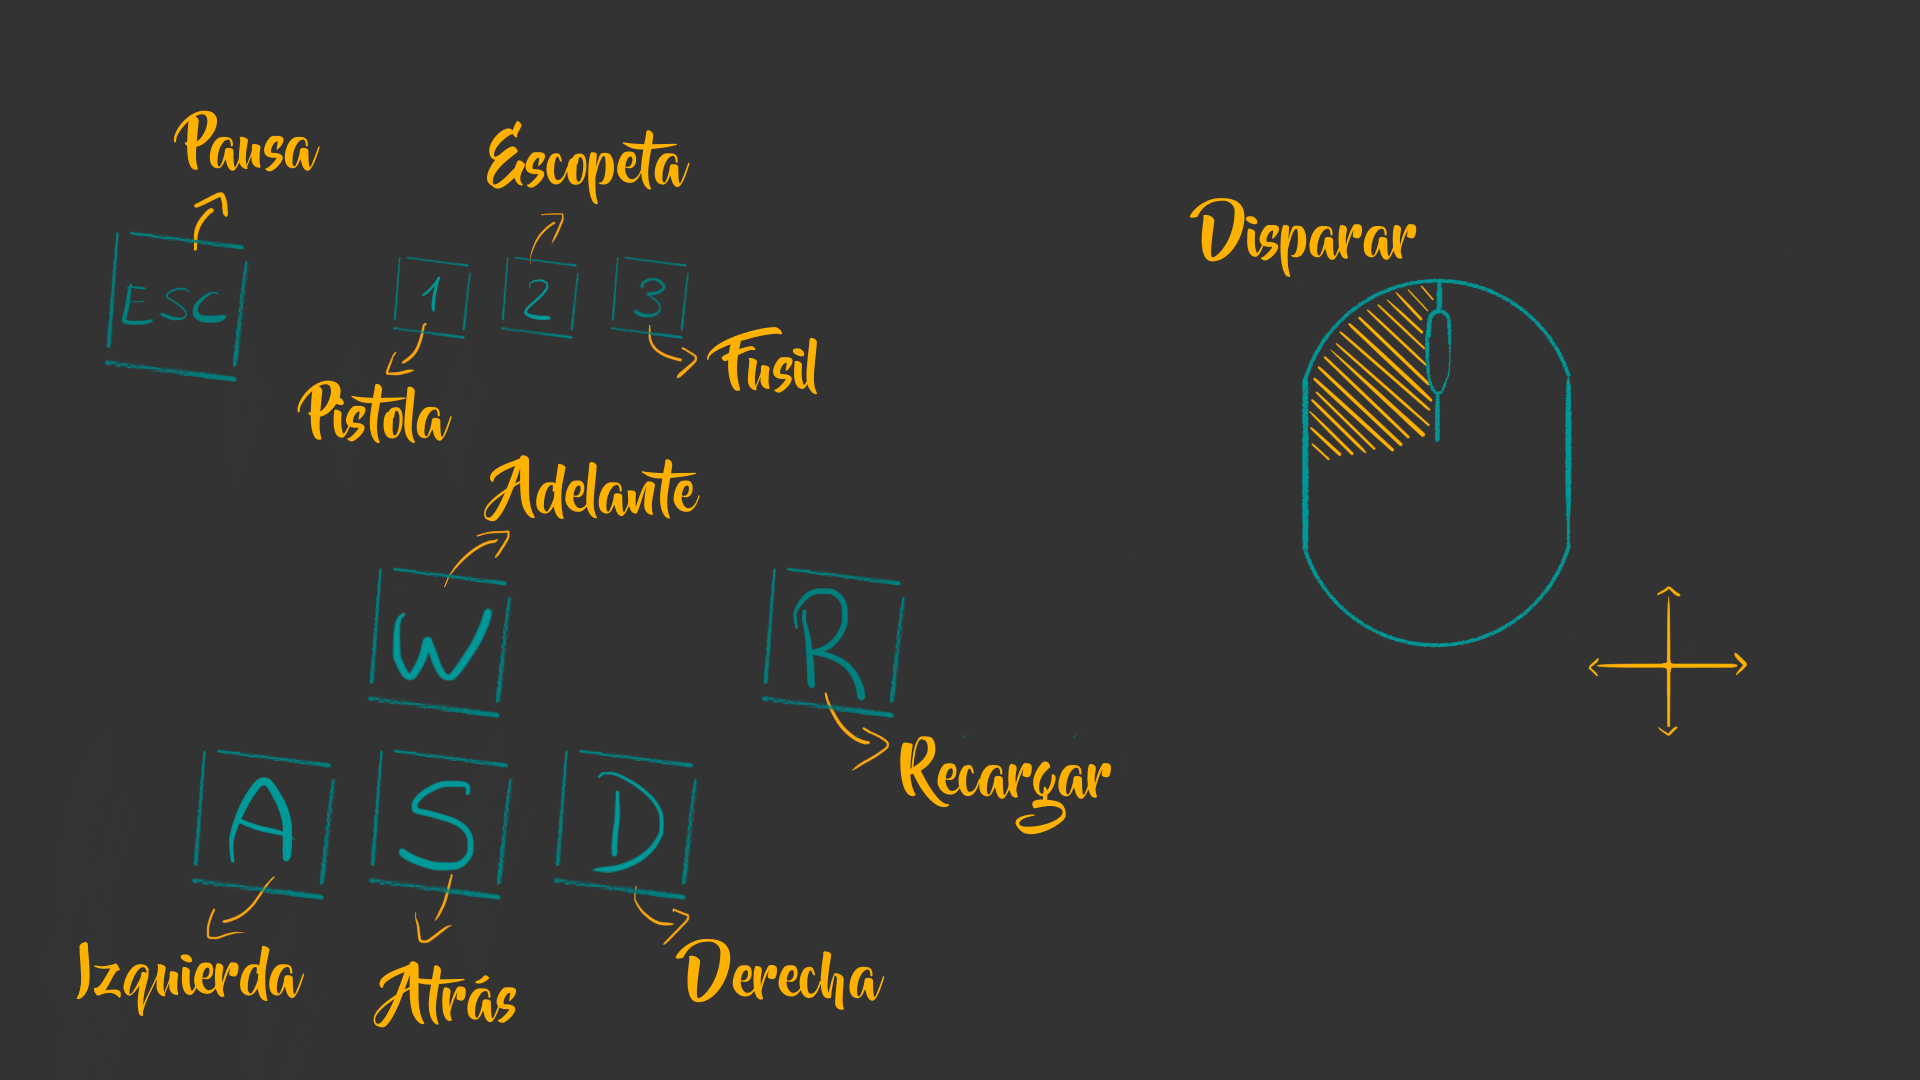 Pausa
Escopeta
Disparar
ESC
1
2
3
Fusil
Pistola
Adelante
W
R
Recargar
A
S
D
Izquierda
Atrás
Derecha